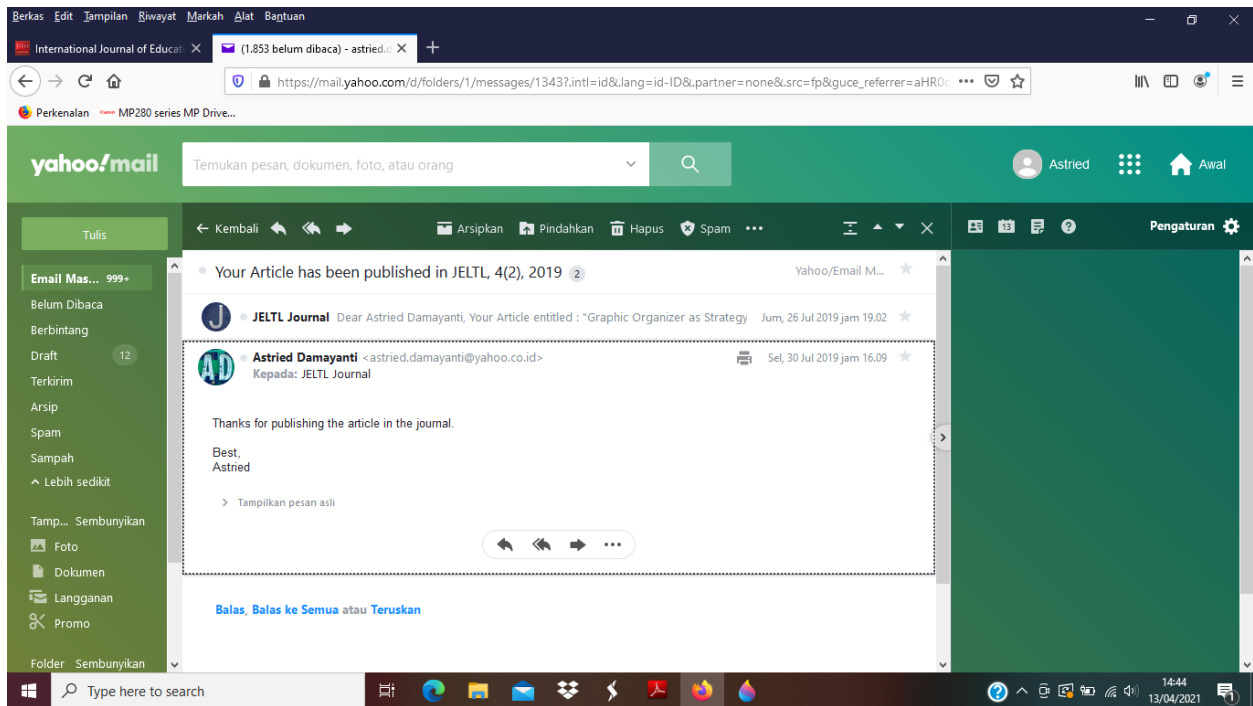 Berkas Edit Tampilan Riwayat Markah Alat Bantuan
International Journal of Educati
(1.853 belum dibaca) - astried.d
https://mail.yahoo.com/d/folders/1/messages/13437?.intl=id&.lang=id-ID&.partner=none&.src=fp&guce_referrer=aHR0c
Perkenalan Canon MP280 series MP Drive...
yahoo!mail
Temukan pesan, dokumen, foto, atau orang
Astried
Awal
Tulis
Kembali
Arsipkan Pindahkan Hapus Spam
13
Pengaturan
Email Mas... 999+
Belum Dibaca
Berbintang
Draft 12
Terkirim
Arsip
Spam
Sampah
Lebih sedikit
Tamp... Sembunyikan
Foto
Dokumen
Langganan
Promo
Folder Sembunyikan
Your Article has been published in JELTL, 4(2), 2019 2
Yahoo/Email M...
J
JELTL Journal Dear Astried Damayanti, Your Article entitled : "Graphic Organizer as Strategy Jum, 26 Jul 2019 jam 19.02
AD
Astried Damayanti <astried.damayanti@yahoo.co.id> Sel, 30 Jul 2019 jam 16.09
Kepada: JELTL Journal
Thanks for publishing the article in the journal.
Best,
Astried
Tampilkan pesan asli
Balas, Balas ke Semua atau Teruskan
Type here to search
14:44
13/04/2021
1